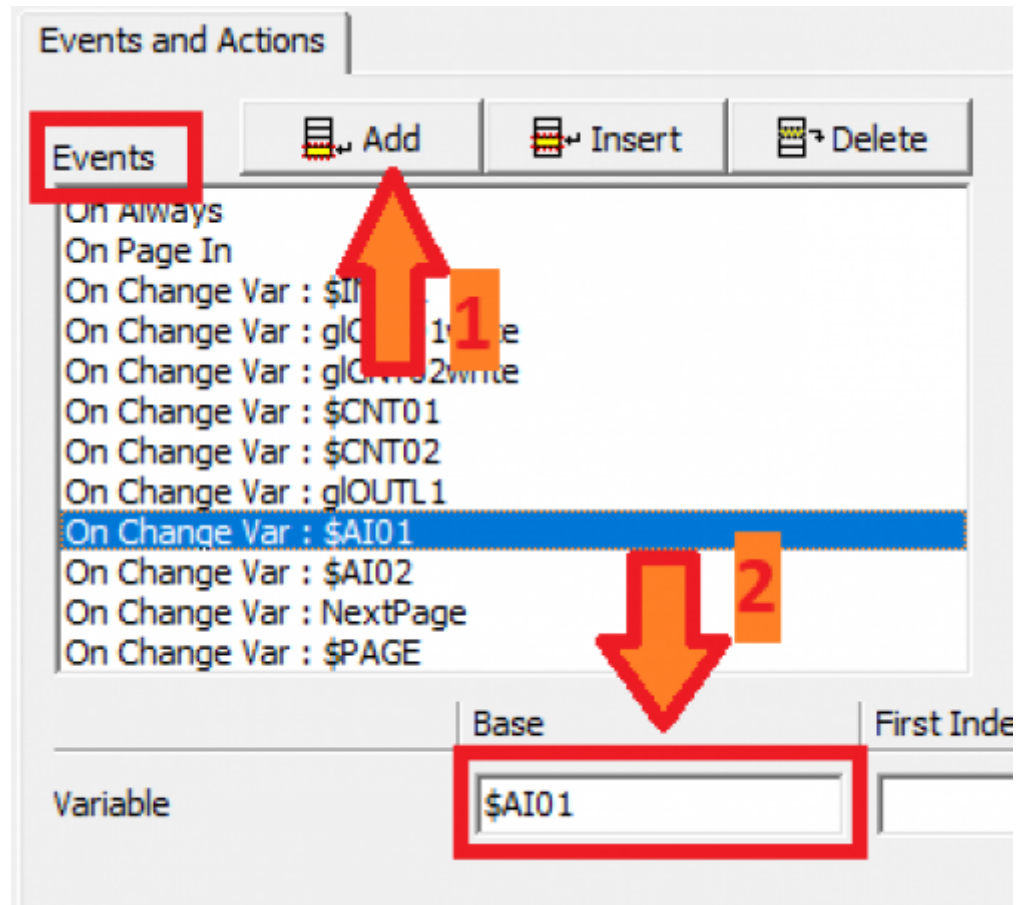 Events and Actions
Events
Add
Insert
Delete
On Always
On Page In
On Change Var :
1
On Change Var :
On Change Var :
On Change Var : $CNT01
On Change Var : $CNT02
On Change Var : glOUTL1
On Change Var : $AI01
2
On Change Var : $AI02
On Change Var : NextPage
On Change Var : $PAGE
Base
First Inde
Variable
$AI01